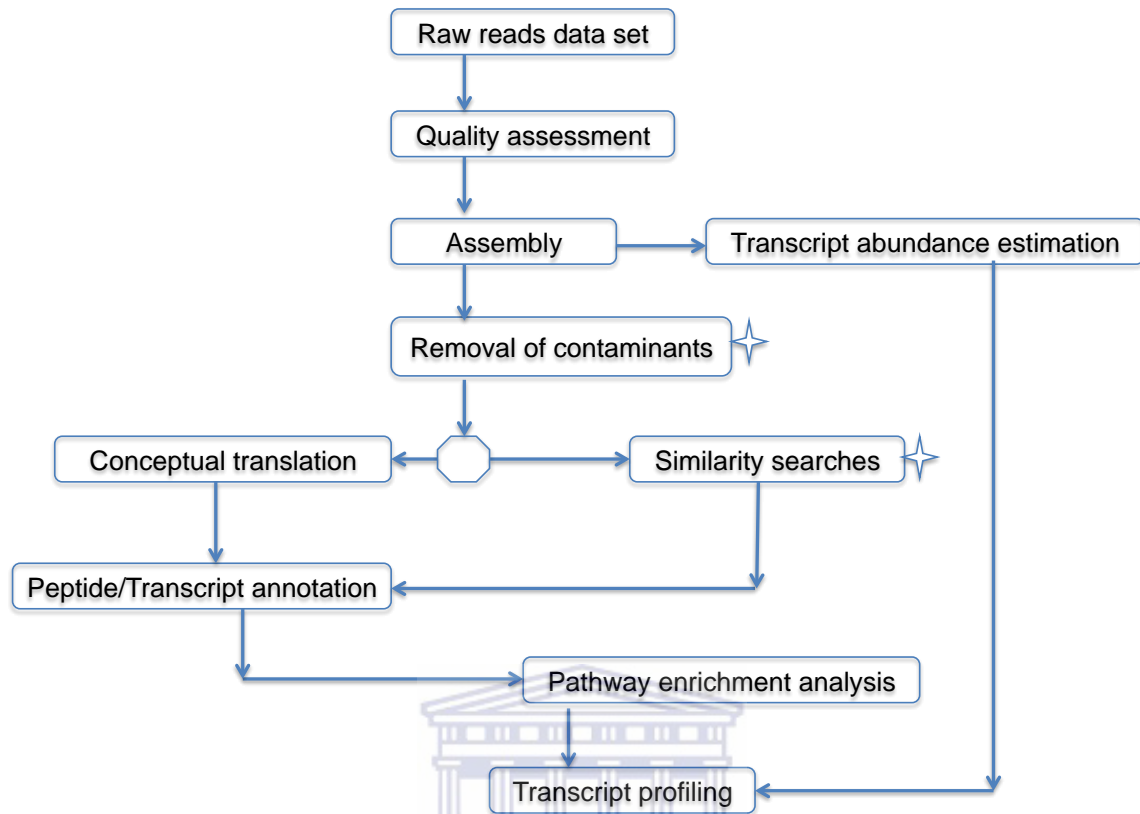 Raw reads data set
Quality assessment
Assembly
Transcript abundance estimation
Removal of contaminants
Conceptual translation
Similarity searches
Peptide/Transcript annotation
Pathway enrichment analysis
Transcript profiling